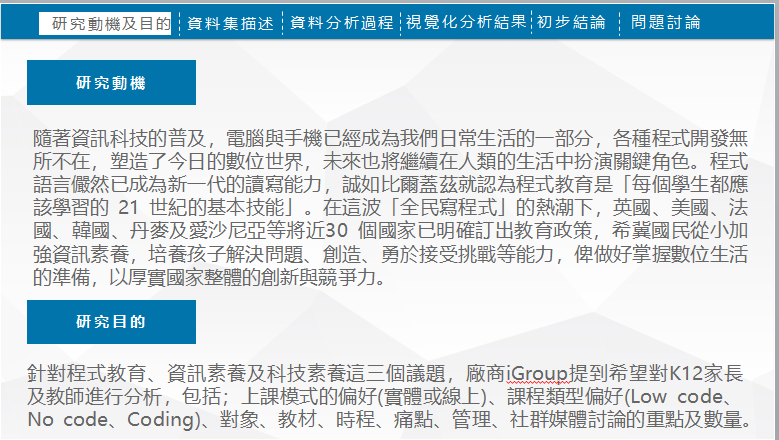 研究動機及目的 資料集描述 資料分析過程 視覺化分析結果 初步結論 問題討論
研究動機
隨著資訊科技的普及，電腦與手機已經成為我們日常生活的一部分，各種程式開發無
所不在，塑造了今日的數位世界，未來也將繼續在人類的生活中扮演關鍵角色。程式
語言儼然已成為新一代的讀寫能力，誠如比爾蓋茲就認為程式教育是「每個學生都應
該學習的 21 世紀的基本技能」。在這波「全民寫程式」的熱潮下，英國、美國、法
國、韓國、丹麥及愛沙尼亞等將近30 個國家已明確訂出教育政策，希冀國民從小加
強資訊素養，培養孩子解決問題、創造、勇於接受挑戰等能力，俾做好掌握數位生活
的準備，以厚實國家整體的創新與競爭力。
研究目的
針對程式教育、資訊素養及科技素養這三個議題，廠商iGroup提到希望對K12家長
及教師進行分析，包括；上課模式的偏好(實體或線上)、課程類型偏好(Low code、
No code、Coding)、對象、教材、時程、痛點、管理、社群媒體討論的重點及數量。